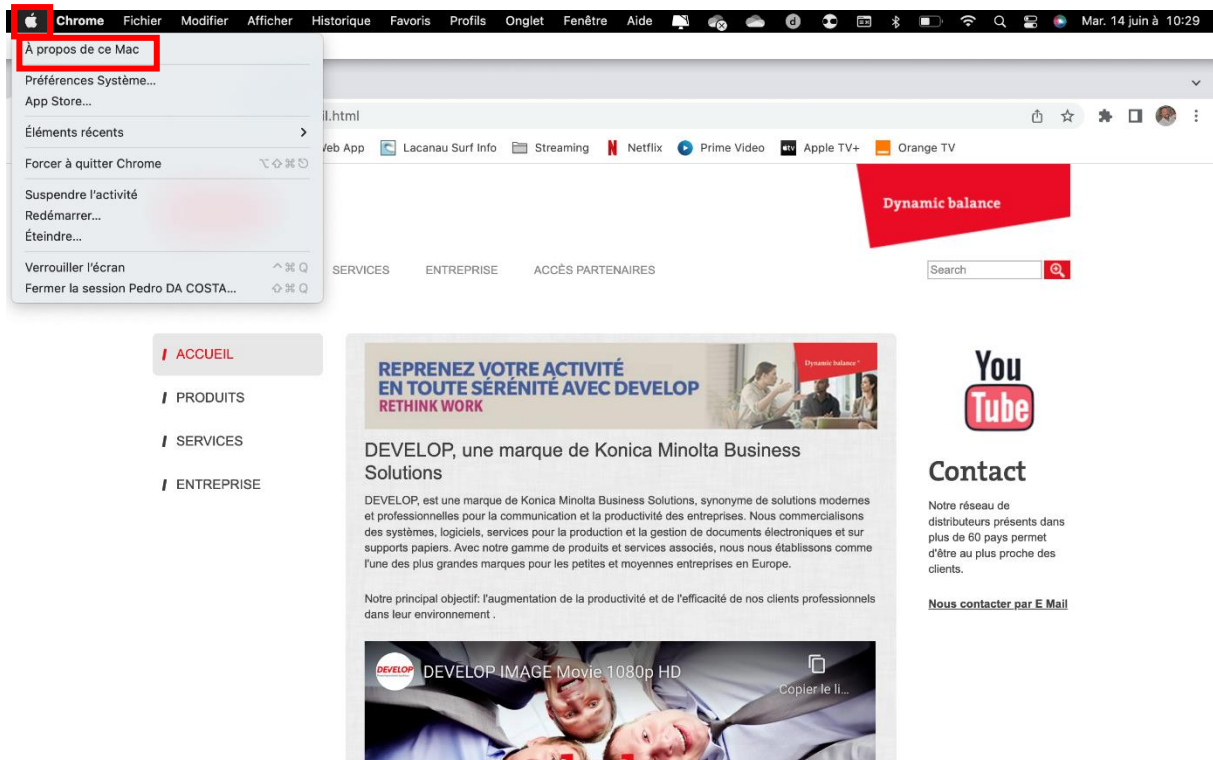 Chrome Fichier Modifier Afficher Historique Favoris Profils Onglet Fenêtre Aide Mar. 14 juin à 10:29
À propos de ce Mac
Préférences Système...
App Store...
Éléments récents
Forcer à quitter Chrome
Suspendre l'activité
Redémarrer...
Éteindre...
Verrouiller l'écran ^⌘Q
Fermer la session Pedro DA COSTA... ⇧⌘Q
il.html
Web App Lacanau Surf Info Streaming Netflix Prime Video Apple TV+ Orange TV
Dynamic balance
SERVICES ENTREPRISE ACCÈS PARTENAIRES Search
ACCUEIL
PRODUITS
SERVICES
ENTREPRISE
REPRENEZ VOTRE ACTIVITÉ
EN TOUTE SÉRÉNITÉ AVEC DEVELOP
RETHINK WORK
Dynamic balance
DEVELOP, une marque de Konica Minolta Business
Solutions
DEVELOP, est une marque de Konica Minolta Business Solutions, synonyme de solutions modernes
et professionnelles pour la communication et la productivité des entreprises. Nous commercialisons
des systèmes, logiciels, services pour la production et la gestion de documents électroniques et sur
supports papiers. Avec notre gamme de produits et services associés, nous nous établissons comme
l'une des plus grandes marques pour les petites et moyennes entreprises en Europe.
Notre principal objectif: l'augmentation de la productivité et de l'efficacité de nos clients professionnels
dans leur environnement .
DEVELOP DEVELOP IMAGE Movie 1080p HD
Copier le li...
You
Tube
Contact
Notre réseau de
distributeurs présents dans
plus de 60 pays permet
d'être au plus proche des
clients.
Nous contacter par E Mail